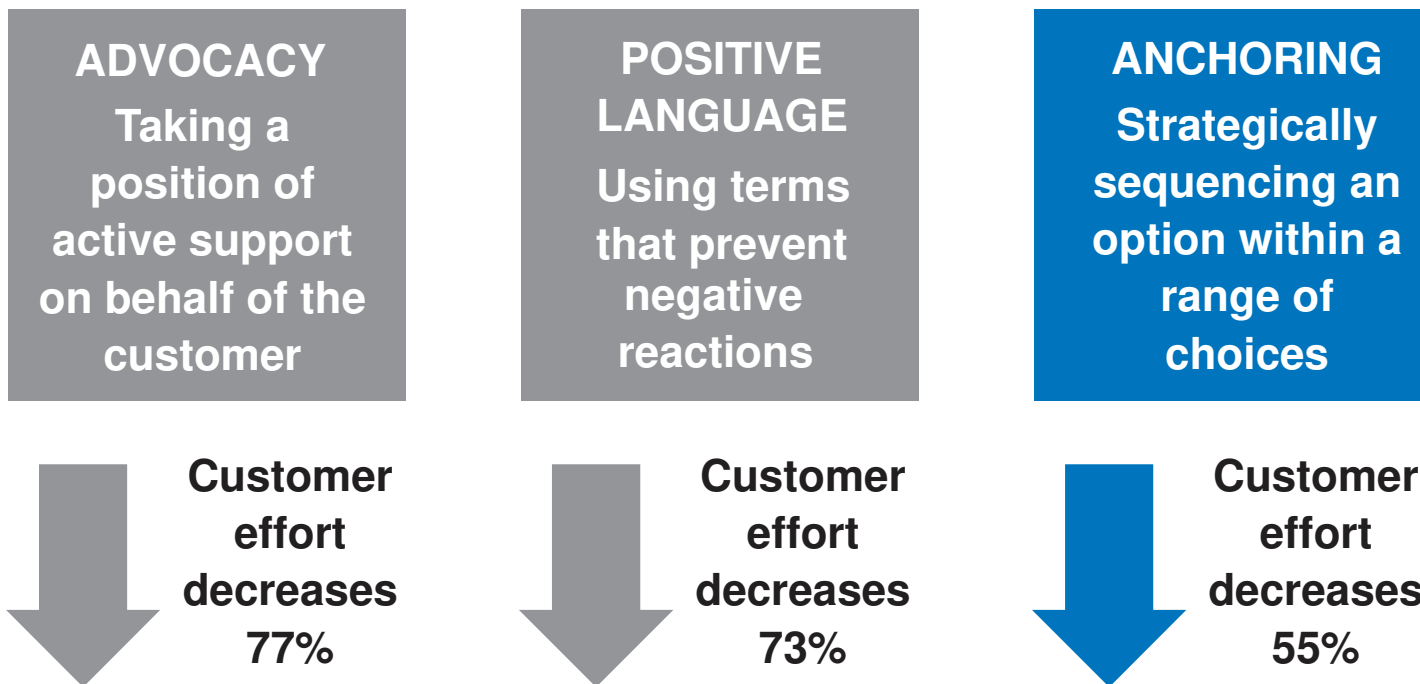 ADVOCACY
Taking a
position of
active support
on behalf of the
customer
Customer
effort
decreases
77%
POSITIVE
LANGUAGE
Using terms
that prevent
negative
reactions
Customer
effort
decreases
73%
ANCHORING
Strategically
sequencing an
option within a
range of
choices
Customer
effort
decreases
55%